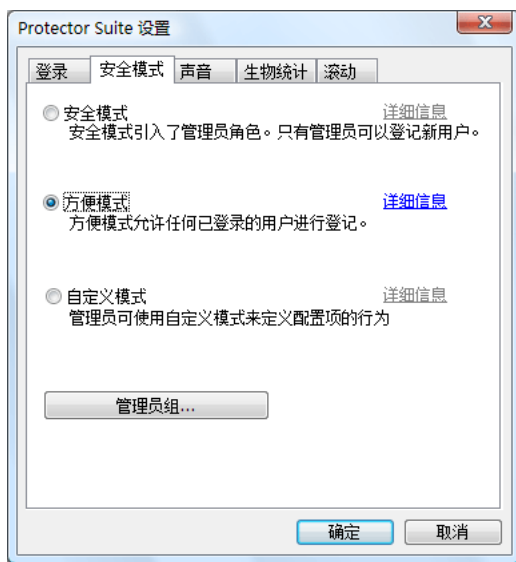 Protector Suite 设置
登录 安全模式 声音 生物统计 滚动
安全模式 详细信息
安全模式引入了管理员角色。只有管理员可以登记新用户。
方便模式 详细信息
方便模式允许任何已登录的用户进行登记。
自定义模式 详细信息
管理员可使用自定义模式来定义配置项的行为
管理员组...
确定 取消